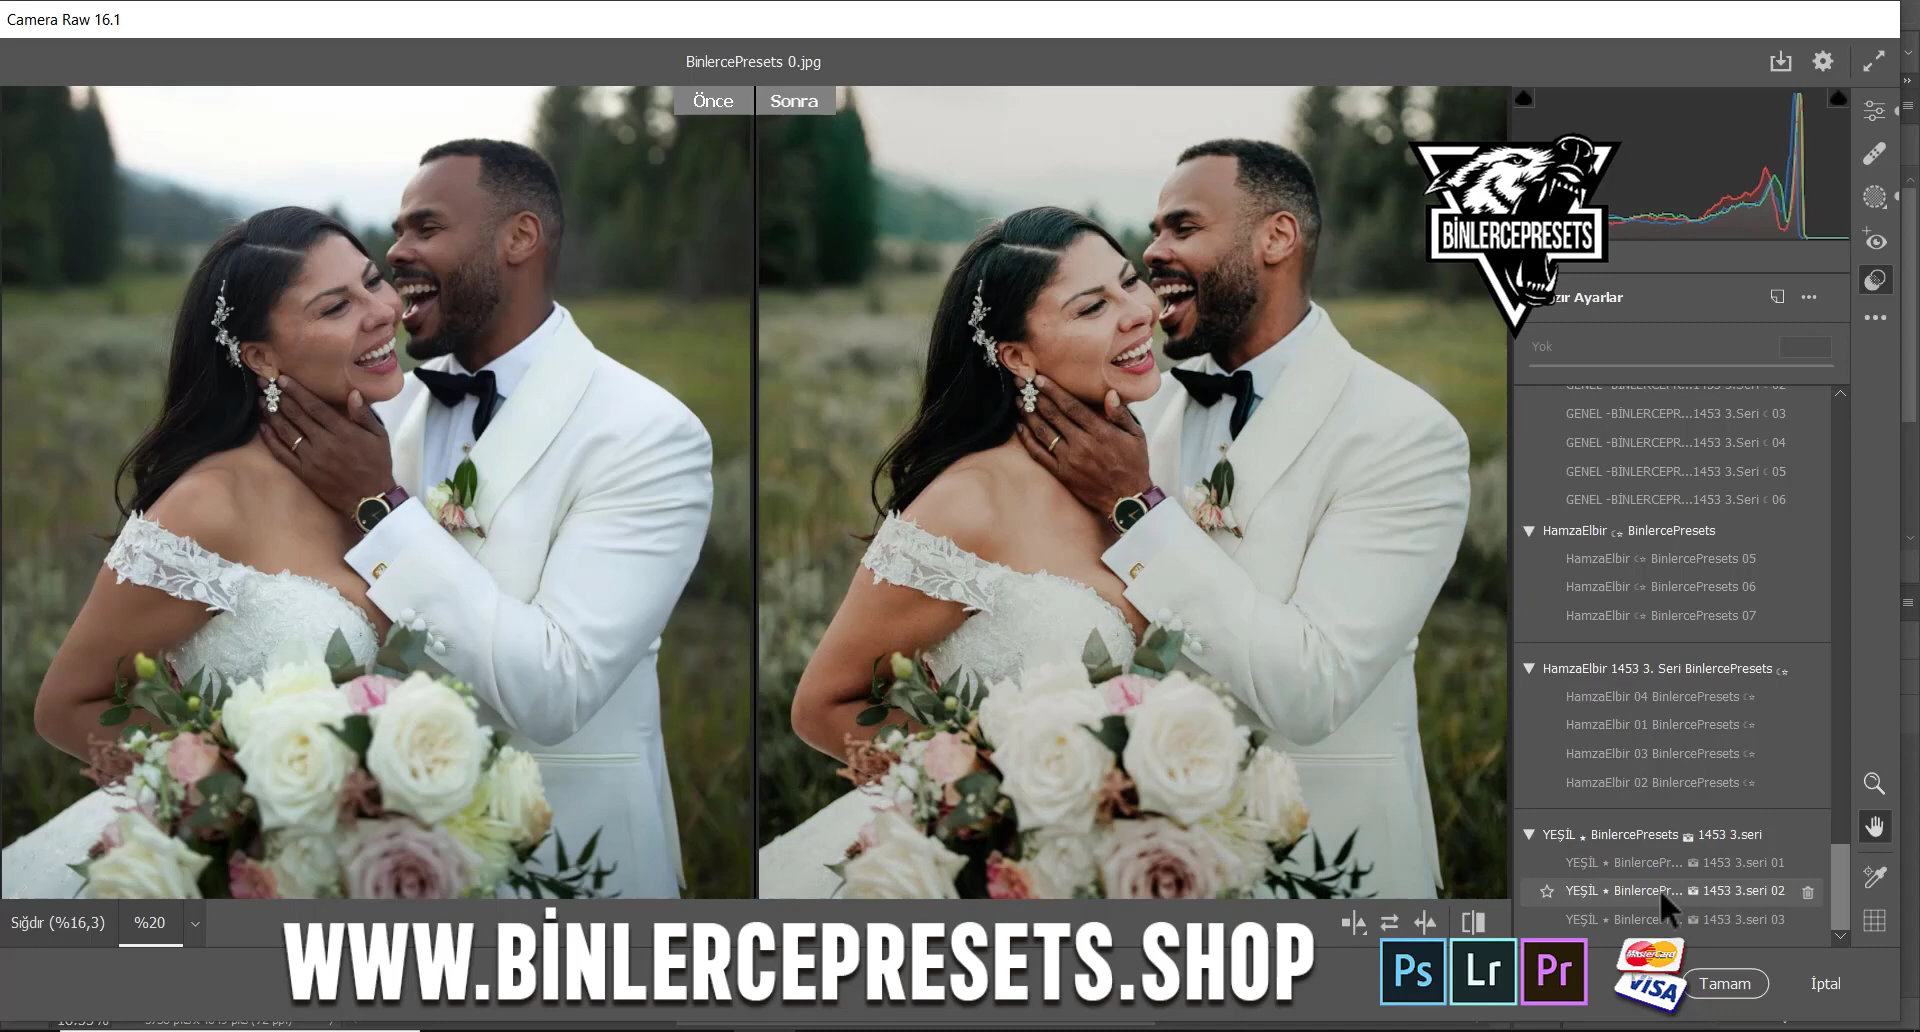 Camera Raw 16.1
BinlercePresets 0.jpg
Önce
Sonra
BİNLERCEPRESETS
zır Ayarlar
Yok
GENEL -BİNLERCEPR...1453 3.Seri ☾ 03
GENEL -BİNLERCEPR...1453 3.Seri ☾ 04
GENEL -BİNLERCEPR...1453 3.Seri ☾ 05
GENEL -BİNLERCEPR...1453 3.Seri ☾ 06
HamzaElbir ☾⭐ BinlercePresets
HamzaElbir ☾⭐ BinlercePresets 05
HamzaElbir ☾⭐ BinlercePresets 06
HamzaElbir ☾⭐ BinlercePresets 07
HamzaElbir 1453 3. Seri BinlercePresets ☾⭐
HamzaElbir 04 BinlercePresets ☾⭐
HamzaElbir 01 BinlercePresets ☾⭐
HamzaElbir 03 BinlercePresets ☾⭐
HamzaElbir 02 BinlercePresets ☾⭐
YEŞİL ★ BinlercePresets 📷 1453 3.seri
YEŞİL ★ BinlercePr... 📷 1453 3.seri 01
YEŞİL ★ BinlercePr... 📷 1453 3.seri 02
YEŞİL ★ Binlerce 📷 1453 3.seri 03
Sığdır (%16,3)
%20
WWW.BİNLERCEPRESETS.SHOP
Ps
Lr
Pr
MasterCard
VISA
Tamam
İptal